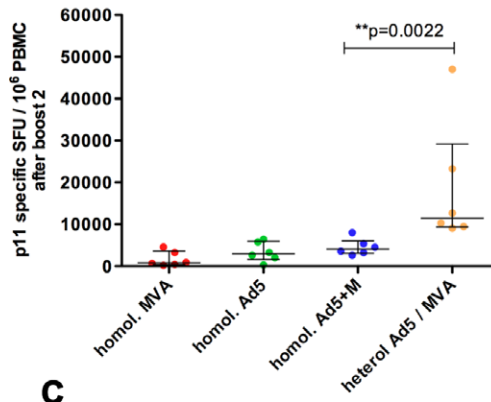 60000
50000
40000
30000
20000
10000
0
p11 specific SFU / 10⁶ PBMC
after boost 2
**p=0.0022
homol. MVA
homol. Ad5
homol. Ad5+M
heterol Ad5 / MVA
C